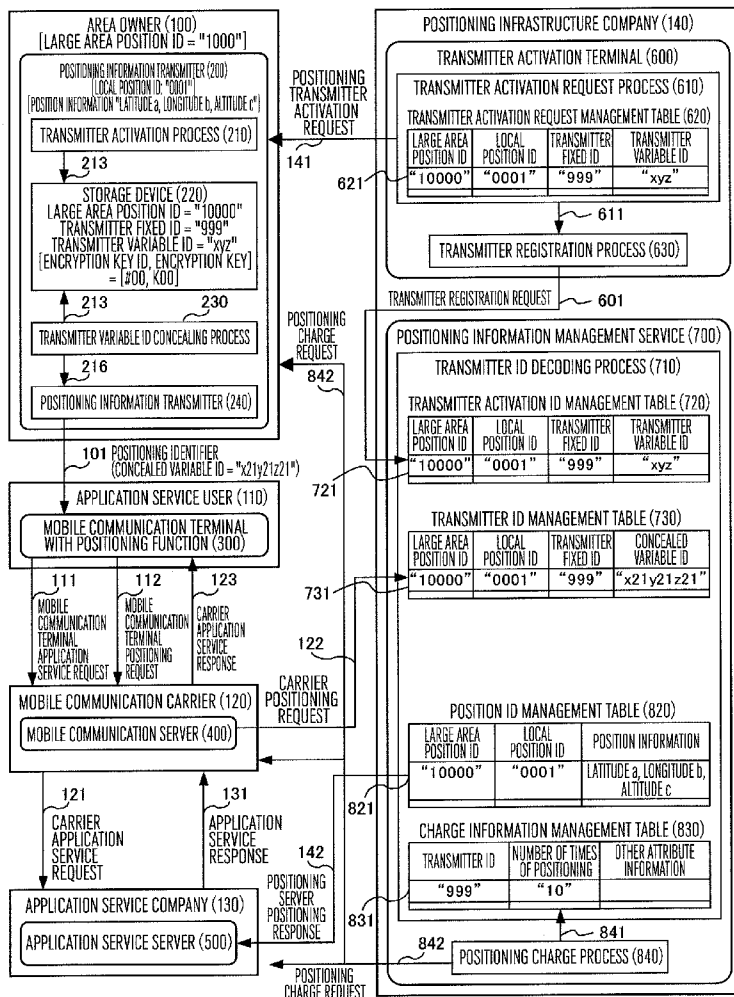 AREA OWNER (100)
[LARGE AREA POSITION ID = "1000"]
POSITIONING INFORMATION TRANSMITTER (200)
[LOCAL POSITION ID: "0001"]
[POSITION INFORMATION "LATITUDE a, LONGITUDE b, ALTITUDE c"]
TRANSMITTER ACTIVATION PROCESS (210)
213
STORAGE DEVICE (220)
LARGE AREA POSITION ID = "10000"
TRANSMITTER FIXED ID = "999"
TRANSMITTER VARIABLE ID = "xyz"
[ENCRYPTION KEY ID, ENCRYPTION KEY]
= [#00, K00]
213
230
TRANSMITTER VARIABLE ID CONCEALING PROCESS
216
POSITIONING INFORMATION TRANSMITTER (240)
101
POSITIONING IDENTIFIER
(CONCEALED VARIABLE ID = "x21y21z21")
APPLICATION SERVICE USER (110)
MOBILE COMMUNICATION TERMINAL
WITH POSITIONING FUNCTION (300)
111
MOBILE
COMMUNICATION
TERMINAL
APPLICATION
SERVICE REQUEST
112
MOBILE
COMMUNICATION
TERMINAL
POSITIONING
REQUEST
123
CARRIER
APPLICATION
SERVICE
RESPONSE
122
CARRIER
POSITIONING
REQUEST
MOBILE COMMUNICATION CARRIER (120)
MOBILE COMMUNICATION SERVER (400)
121
CARRIER
APPLICATION
SERVICE
REQUEST
131
APPLICATION
SERVICE
RESPONSE
142
POSITIONING
SERVER
POSITIONING
RESPONSE
APPLICATION SERVICE COMPANY (130)
APPLICATION SERVICE SERVER (500)
POSITIONING
TRANSMITTER
ACTIVATION
REQUEST
141
POSITIONING
CHARGE
REQUEST
842
POSITIONING INFRASTRUCTURE COMPANY (140)
TRANSMITTER ACTIVATION TERMINAL (600)
TRANSMITTER ACTIVATION REQUEST PROCESS (610)
TRANSMITTER ACTIVATION REQUEST MANAGEMENT TABLE (620)
LARGE AREA POSITION ID LOCAL POSITION ID TRANSMITTER FIXED ID TRANSMITTER VARIABLE ID
"10000" "0001" "999" "xyz"
621
611
TRANSMITTER REGISTRATION PROCESS (630)
TRANSMITTER REGISTRATION REQUEST
601
POSITIONING INFORMATION MANAGEMENT SERVICE (700)
TRANSMITTER ID DECODING PROCESS (710)
TRANSMITTER ACTIVATION ID MANAGEMENT TABLE (720)
LARGE AREA POSITION ID LOCAL POSITION ID TRANSMITTER FIXED ID TRANSMITTER VARIABLE ID
"10000" "0001" "999" "xyz"
721
TRANSMITTER ID MANAGEMENT TABLE (730)
LARGE AREA POSITION ID LOCAL POSITION ID TRANSMITTER FIXED ID CONCEALED VARIABLE ID
"10000" "0001" "999" "x21y21z21"
731
POSITION ID MANAGEMENT TABLE (820)
LARGE AREA POSITION ID LOCAL POSITION ID POSITION INFORMATION
"10000" "0001" LATITUDE a, LONGITUDE b, ALTITUDE c
821
CHARGE INFORMATION MANAGEMENT TABLE (830)
TRANSMITTER ID NUMBER OF TIMES OF POSITIONING OTHER ATTRIBUTE INFORMATION
"999" "10"
831
841
842
POSITIONING CHARGE PROCESS (840)
POSITIONING
CHARGE REQUEST